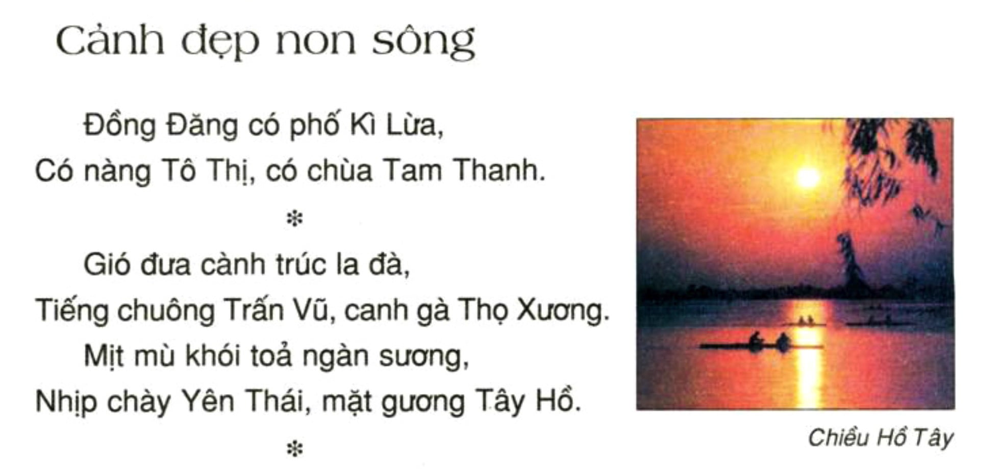 Cảnh đẹp non sông
Đồng Đăng có phố Kì Lừa,
Có nàng Tô Thị, có chùa Tam Thanh.
*
Gió đưa cành trúc la đà,
Tiếng chuông Trấn Vũ, canh gà Thọ Xương.
Mịt mù khói toả ngàn sương,
Nhịp chày Yên Thái, mặt gương Tây Hồ.
*
Chiều Hồ Tây